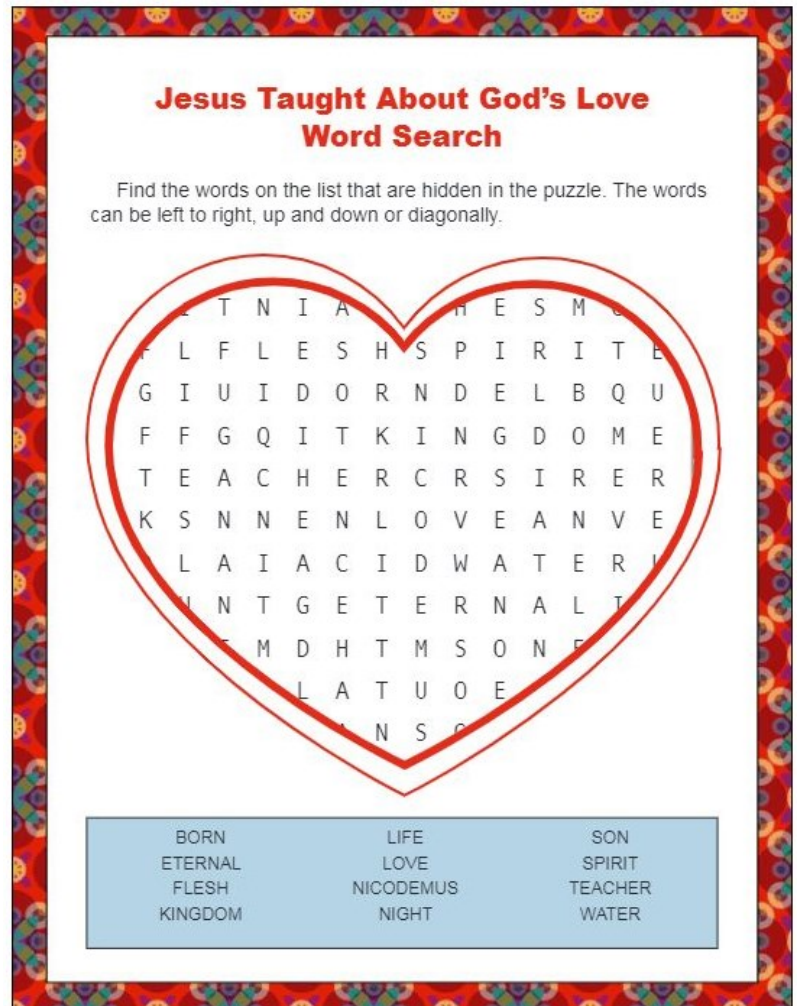 Jesus Taught About God's Love
Word Search
Find the words on the list that are hidden in the puzzle. The words
can be left to right, up and down or diagonally.
T N I A H E S M
F L F L E S H S P I R I T E
G I U I D O R N D E L B Q U
F F G Q I T K I N G D O M E
T E A C H E R C R S I R E R
K S N N E N L O V E A N V E
L A I A C I D W A T E R
N T G E T E R N A L
M D H T M S O N
L A T U O E
N S
BORN LIFE SON
ETERNAL LOVE SPIRIT
FLESH NICODEMUS TEACHER
KINGDOM NIGHT WATER